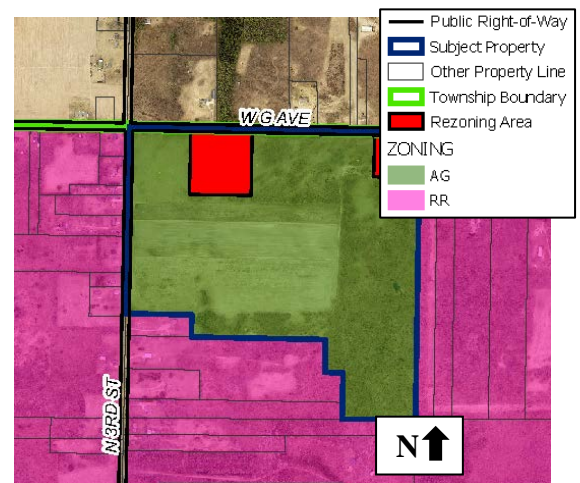 Public Right-of-Way
Subject Property
Other Property Line
Township Boundary
Rezoning Area
ZONING
AG
RR
W G AVE
N 3RD ST
N